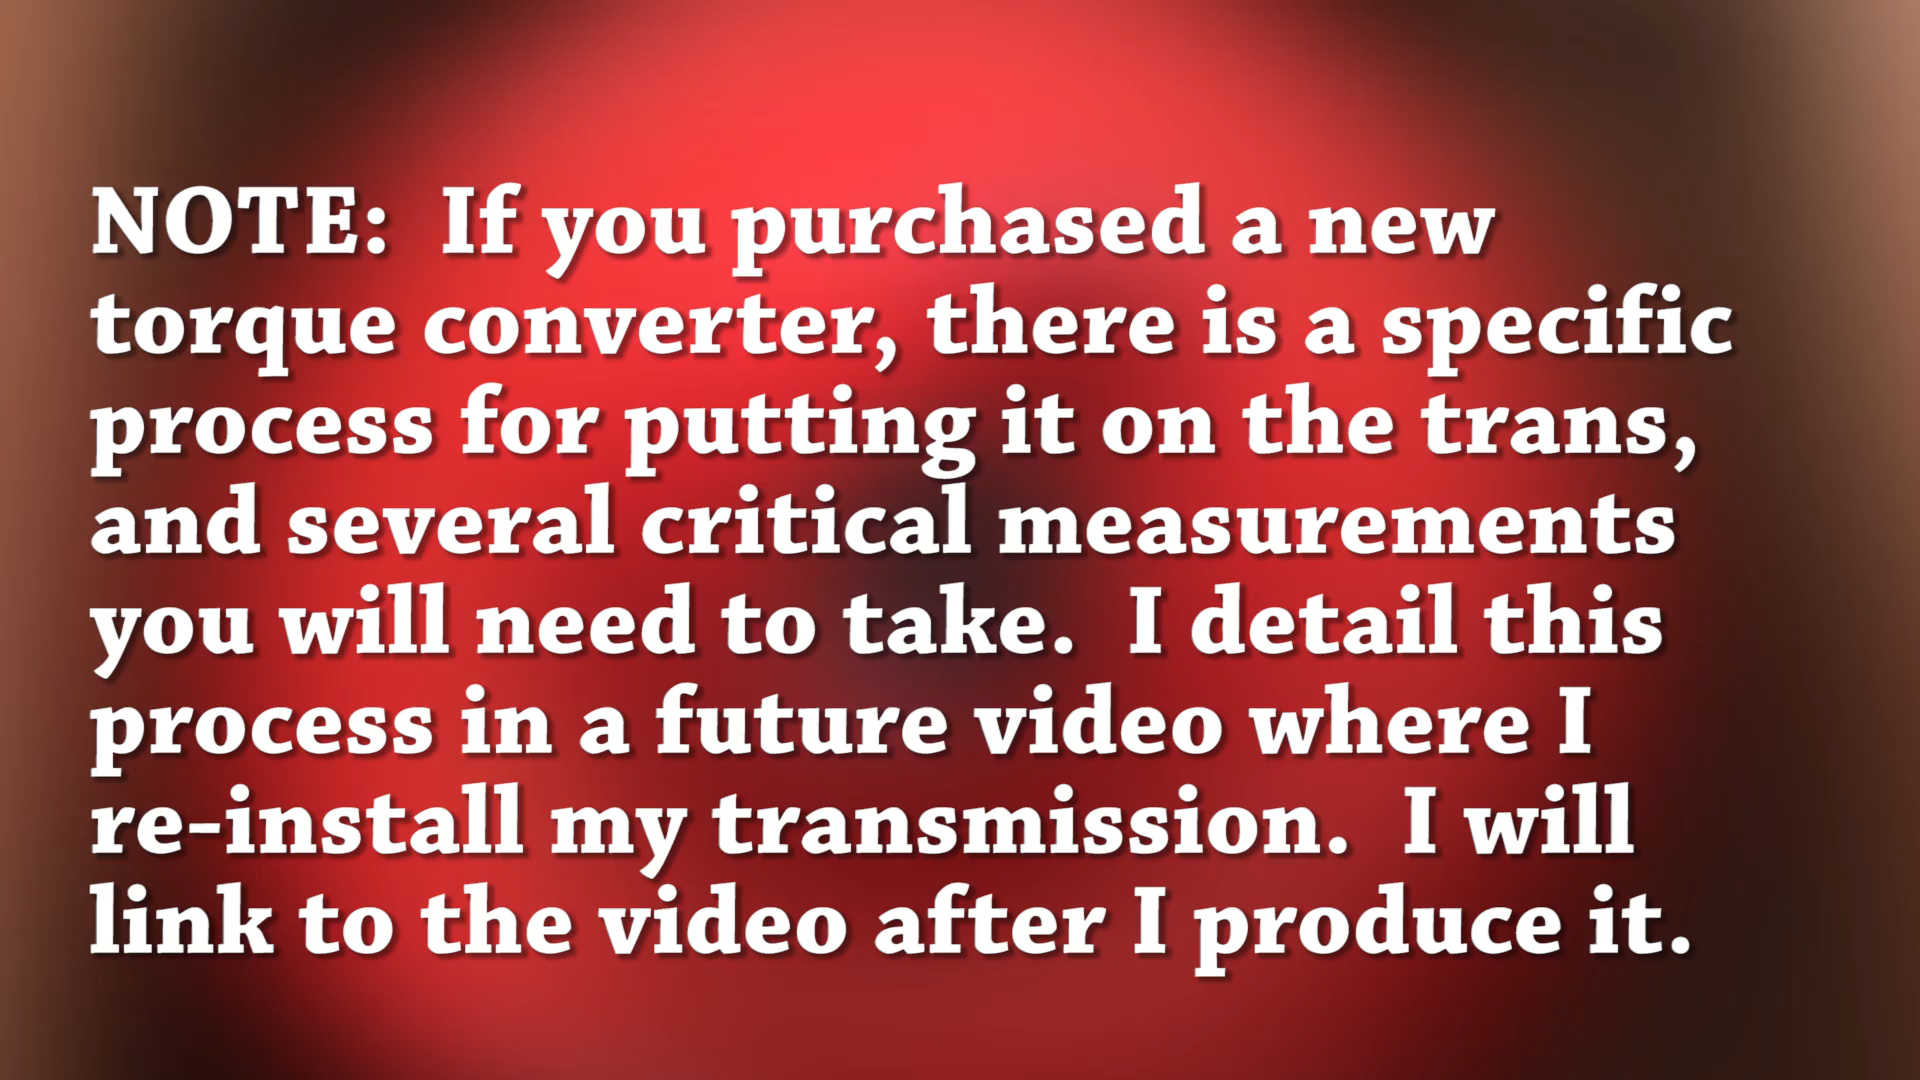 NOTE:  If you purchased a new
torque converter, there is a specific
process for putting it on the trans,
and several critical measurements
you will need to take.  I detail this
process in a future video where I
re-install my transmission.  I will
link to the video after I produce it.